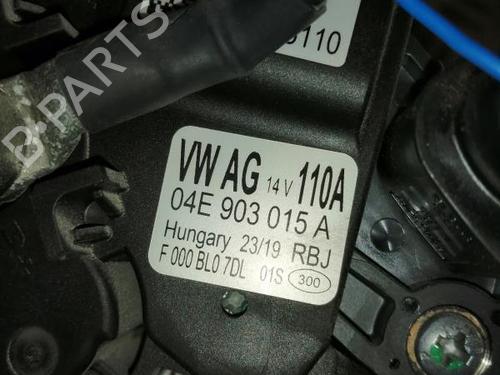 110
VW AG 14 V 110A
04E 903 015 A
Hungary 23/19 RBJ
F 000 BL0 7DL 01S 300
B-PARTS